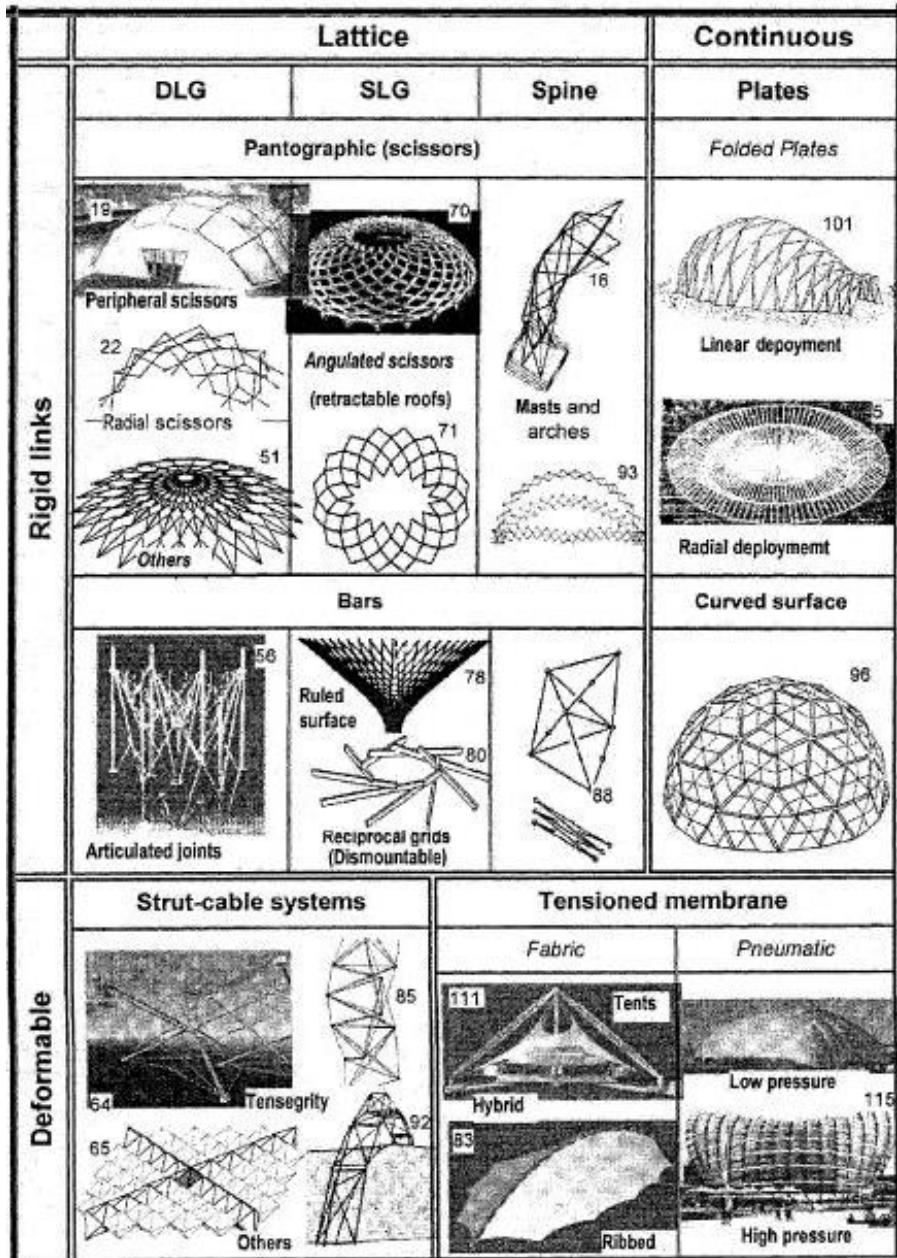 Lattice
Continuous
DLG
SLG
Spine
Plates
Pantographic (scissors)
Folded Plates
Rigid links
19
Peripheral scissors
22
Radial scissors
51
Others
70
Angulated scissors
(retractable roofs)
71
16
Masts and
arches
93
101
Linear depoyment
5
Radial deploymemt
Bars
Curved surface
56
Articulated joints
78
Ruled
surface
80
Reciprocal grids
(Dismountable)
88
96
Deformable
Strut-cable systems
Tensioned membrane
Fabric
Pneumatic
64
Tensegrity
85
65
Others
92
111
Tents
Hybrid
83
Ribbed
Low pressure
115
High pressure